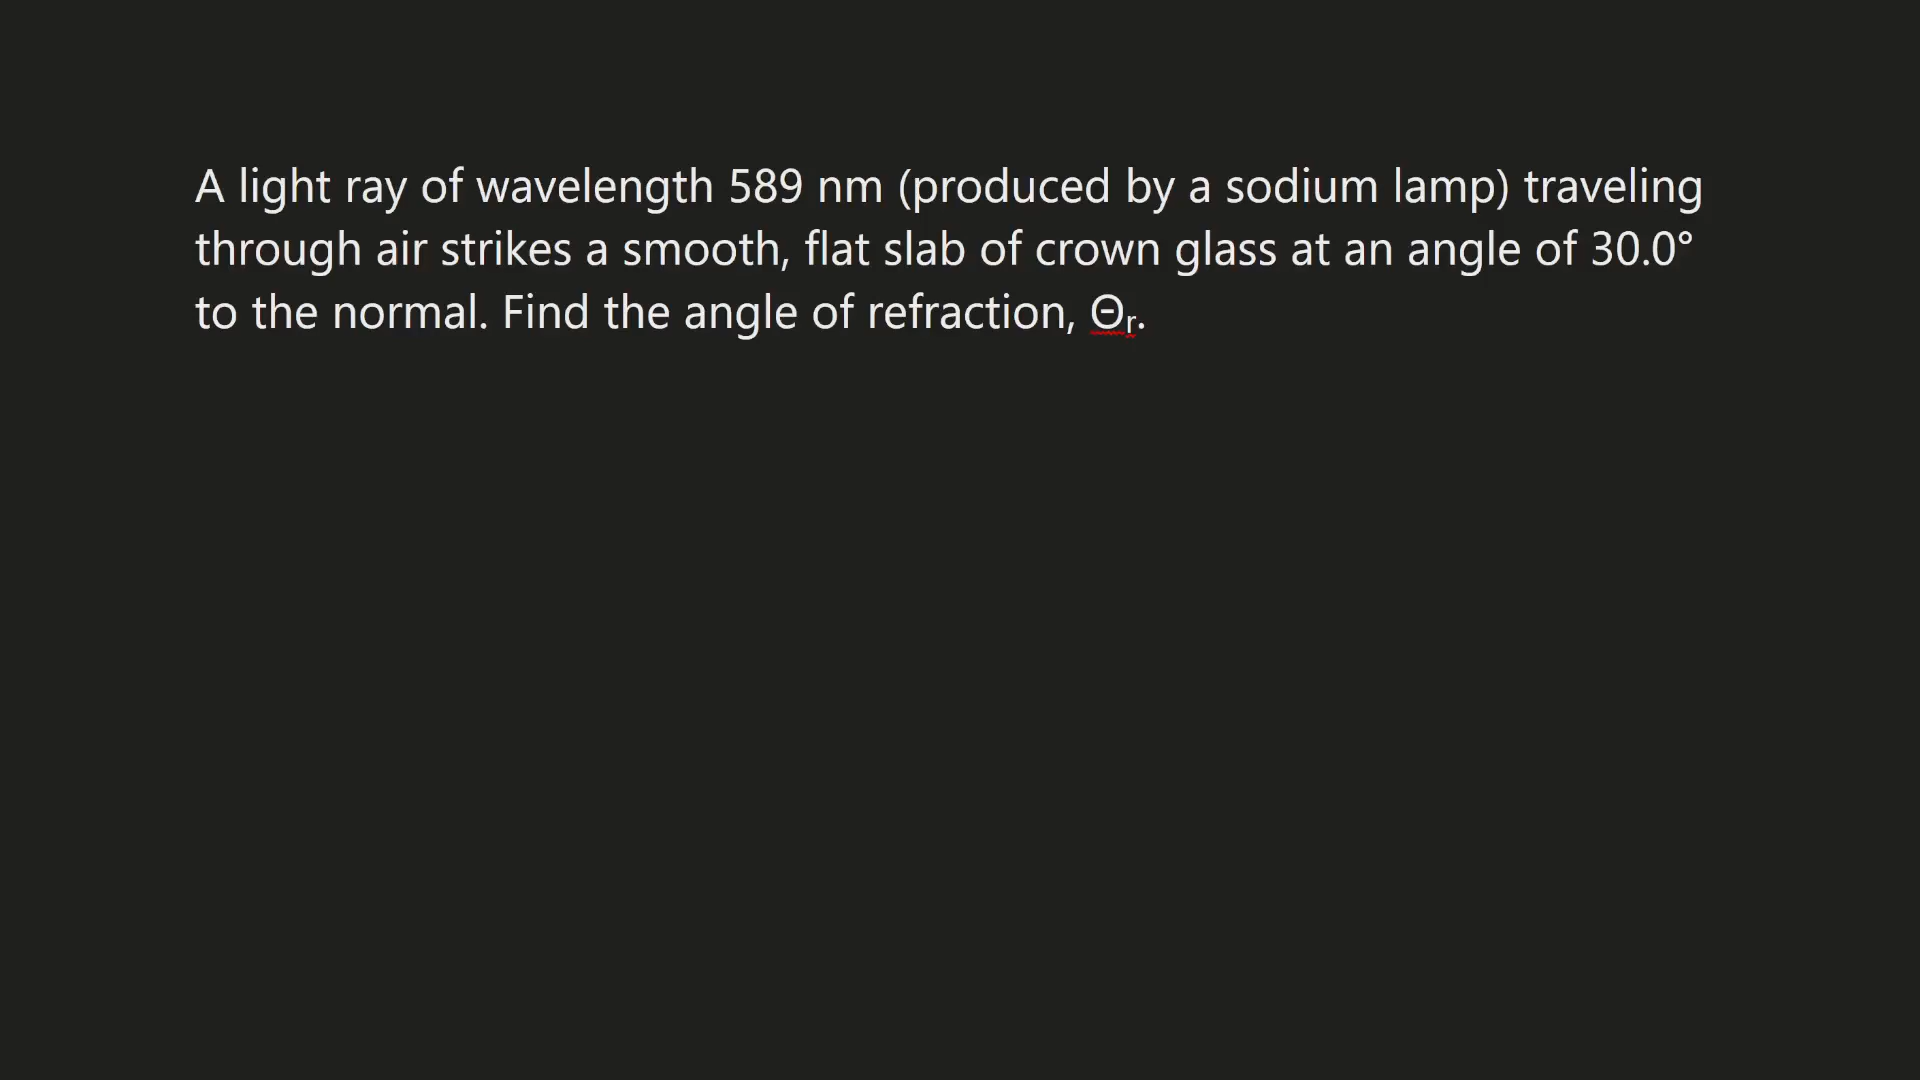 A light ray of wavelength 589 nm (produced by a sodium lamp) traveling
through air strikes a smooth, flat slab of crown glass at an angle of 30.0°
to the normal. Find the angle of refraction, Θᵣ.